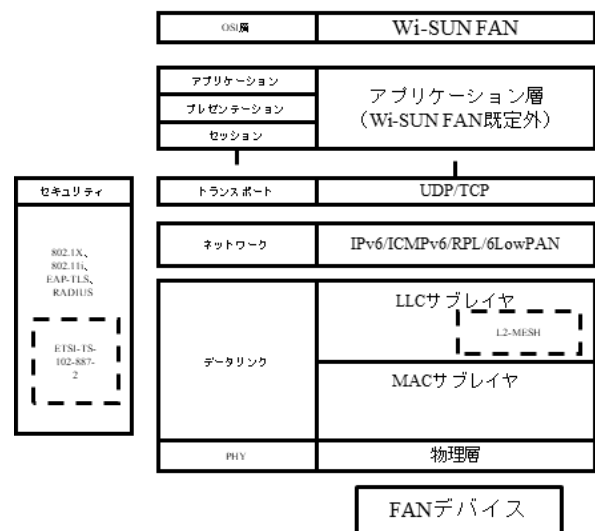 OSI層
Wi-SUN FAN
アプリケーション
プレゼンテーション
セッション
アプリケーション層
（Wi-SUN FAN既定外）
セキュリティ
トランスポート
UDP/TCP
802.1X、
802.11i、
EAP-TLS、
RADIUS
ETSI-TS-
102-887-
2
ネットワーク
IPv6/ICMPv6/RPL/6LowPAN
データリンク
LLCサブレイヤ
L2-MESH
MACサブレイヤ
PHY
物理層
FANデバイス